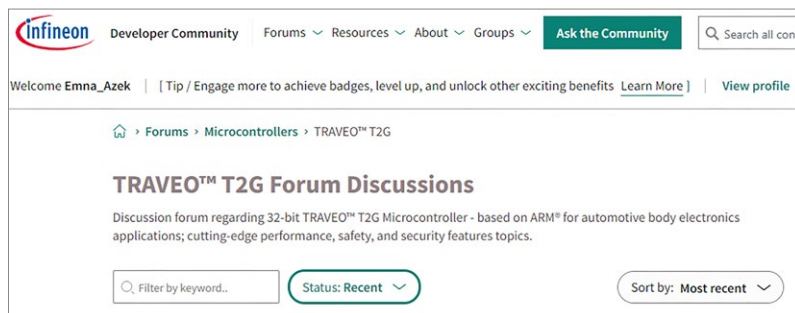 infineon Developer Community Forums Resources About Groups Ask the Community Search all con
Welcome Emna_Azek | [ Tip / Engage more to achieve badges, level up, and unlock other exciting benefits Learn More ] | View profile
Forums > Microcontrollers > TRAVEO™ T2G
TRAVEO™ T2G Forum Discussions
Discussion forum regarding 32-bit TRAVEO™ T2G Microcontroller - based on ARM® for automotive body electronics
applications; cutting-edge performance, safety, and security features topics.
Filter by keyword.. Status: Recent Sort by: Most recent